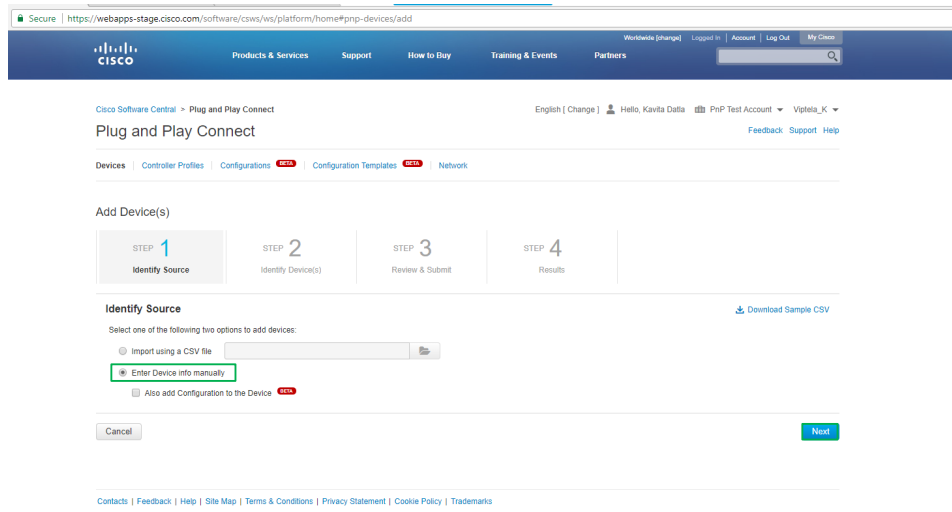 Secure | https://webapps-stage.cisco.com/software/csws/ws/platform/home#pnp-devices/add
Worldwide [change] Logged In | Account | Log Out My Cisco
CISCO Products & Services Support How to Buy Training & Events Partners
Cisco Software Central > Plug and Play Connect English [ Change ] Hello, Kavita Datla PnP Test Account Viptela_K
Plug and Play Connect Feedback Support Help
Devices | Controller Profiles | Configurations BETA | Configuration Templates BETA | Network
Add Device(s)
STEP 1 STEP 2 STEP 3 STEP 4
Identify Source Identify Device(s) Review & Submit Results
Identify Source Download Sample CSV
Select one of the following two options to add devices:
Import using a CSV file
Enter Device info manually
Also add Configuration to the Device BETA
Cancel Next
Contacts | Feedback | Help | Site Map | Terms & Conditions | Privacy Statement | Cookie Policy | Trademarks